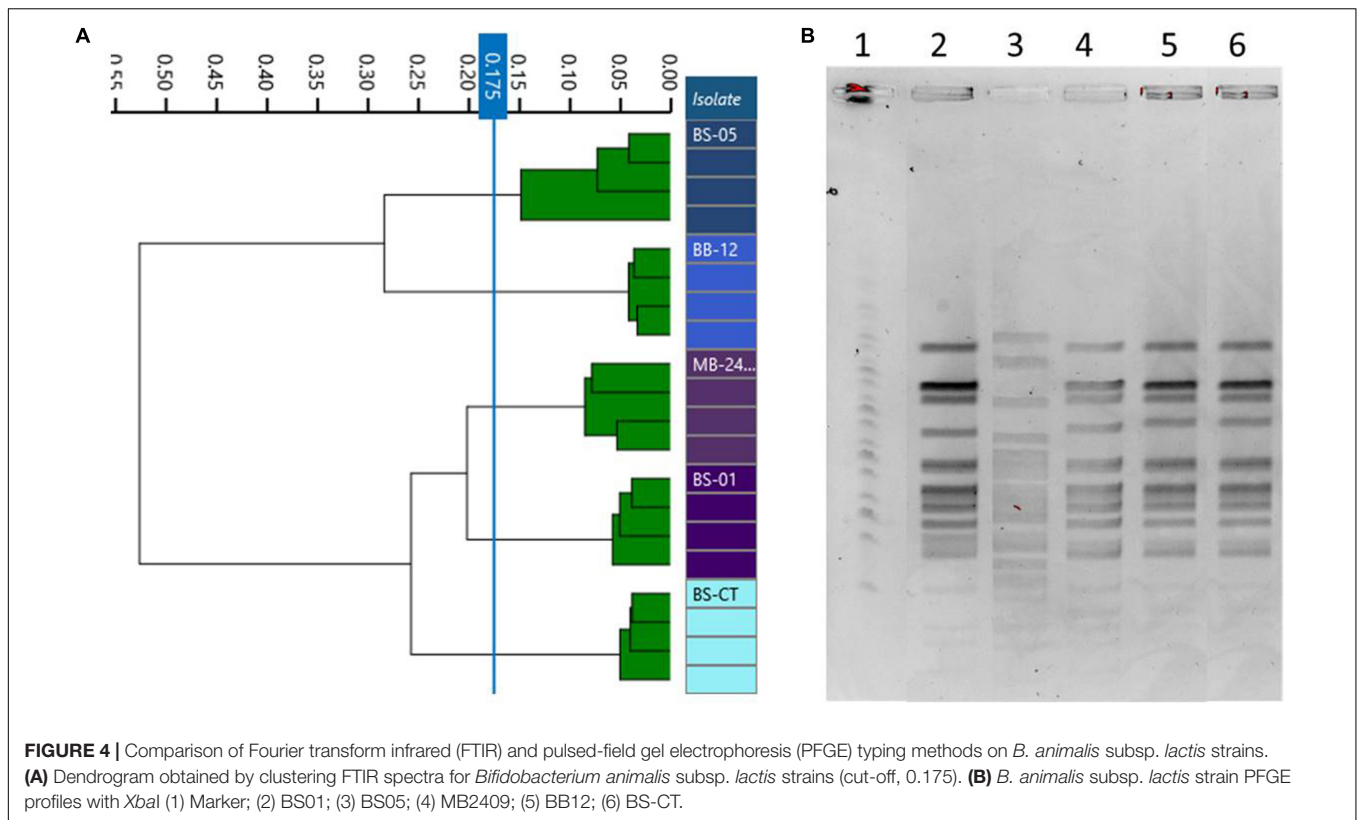 A
0.55 0.50 0.45 0.40 0.35 0.30 0.25 0.20 0.175 0.15 0.10 0.05 0.00
Isolate
BS-05
BB-12
MB-24...
BS-01
BS-CT
B
1 2 3 4 5 6
FIGURE 4 | Comparison of Fourier transform infrared (FTIR) and pulsed-field gel electrophoresis (PFGE) typing methods on B. animalis subsp. lactis strains.
(A) Dendrogram obtained by clustering FTIR spectra for Bifidobacterium animalis subsp. lactis strains (cut-off, 0.175). (B) B. animalis subsp. lactis strain PFGE
profiles with XbaI (1) Marker; (2) BS01; (3) BS05; (4) MB2409; (5) BB12; (6) BS-CT.